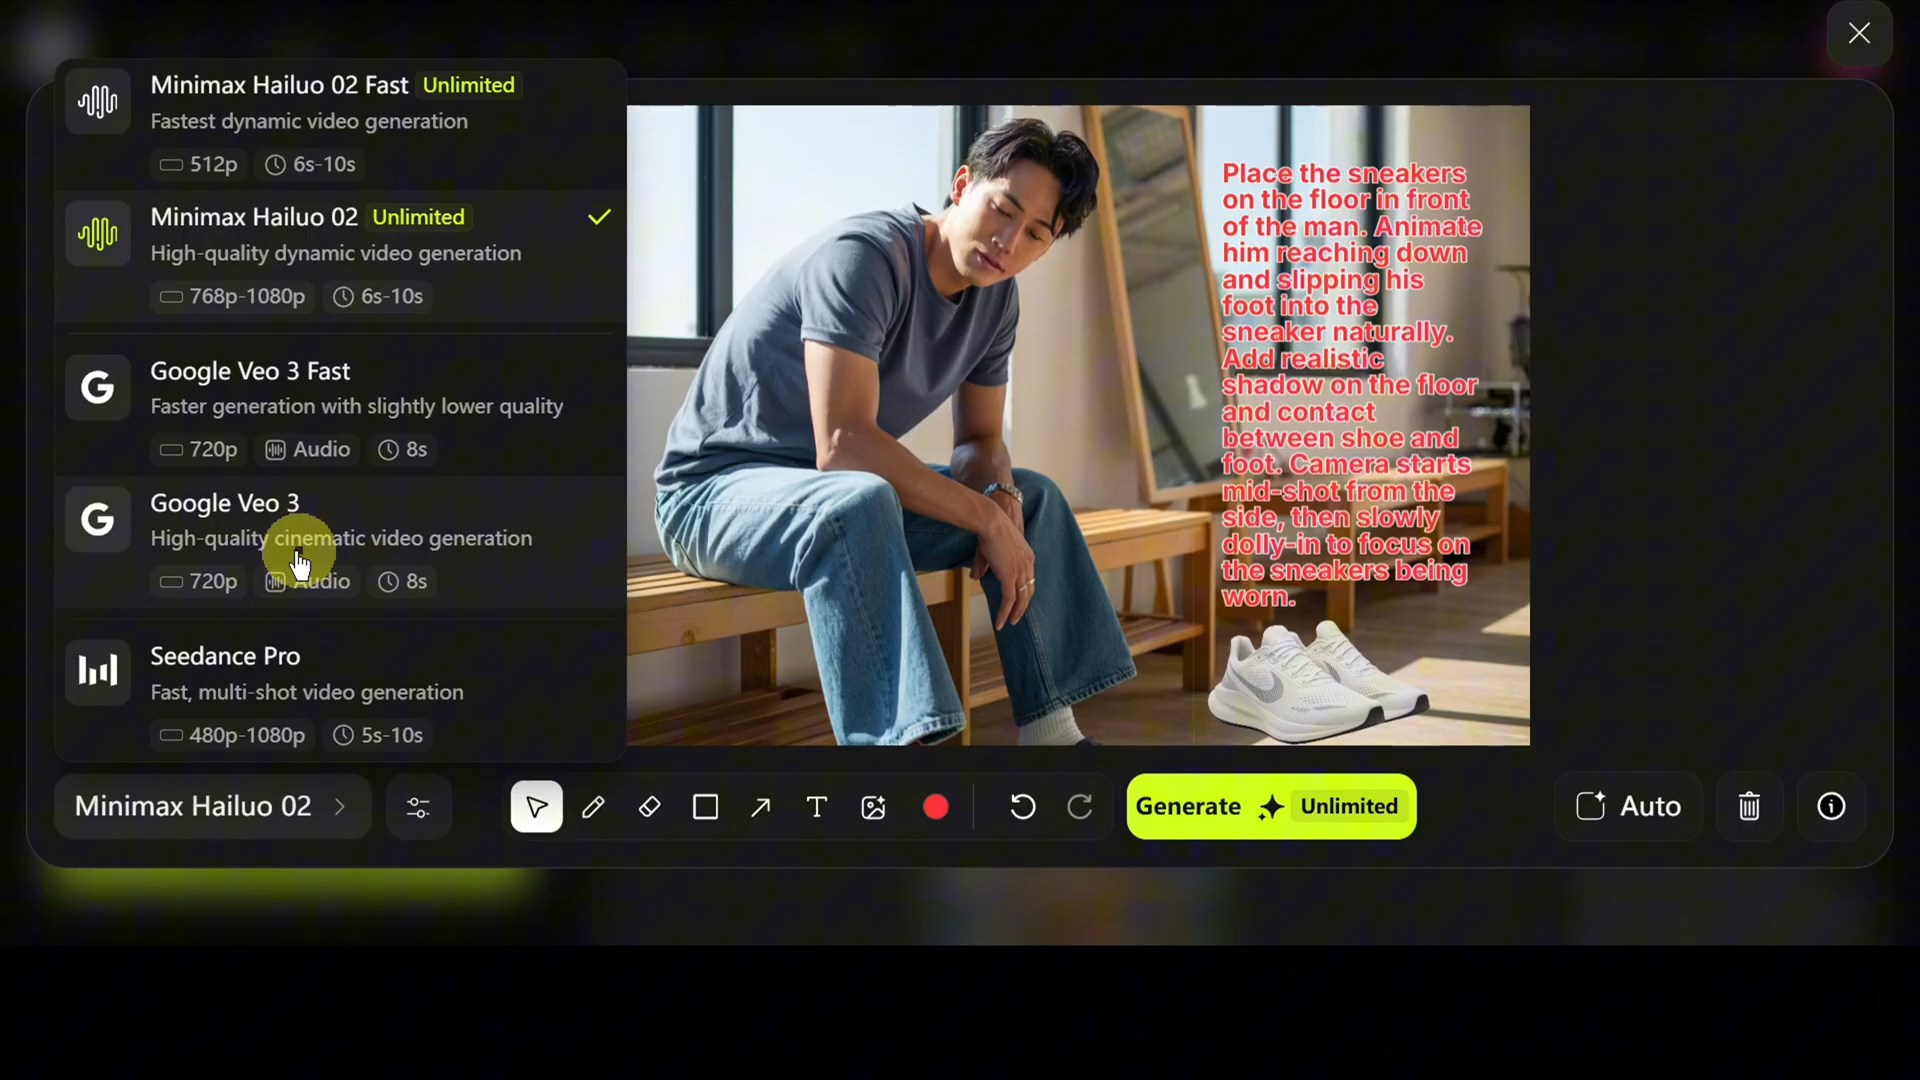 Minimax Hailuo 02 Fast Unlimited
Fastest dynamic video generation
512p 6s-10s
Minimax Hailuo 02 Unlimited
High-quality dynamic video generation
768p-1080p 6s-10s
Google Veo 3 Fast
Faster generation with slightly lower quality
720p Audio 8s
Google Veo 3
High-quality cinematic video generation
720p Audio 8s
Seedance Pro
Fast, multi-shot video generation
480p-1080p 5s-10s
Place the sneakers
on the floor in front
of the man. Animate
him reaching down
and slipping his
foot into the
sneaker naturally.
Add realistic
shadow on the floor
and contact
between shoe and
foot. Camera starts
mid-shot from the
side, then slowly
dolly-in to focus on
the sneakers being
worn.
Minimax Hailuo 02
T
Generate Unlimited
Auto